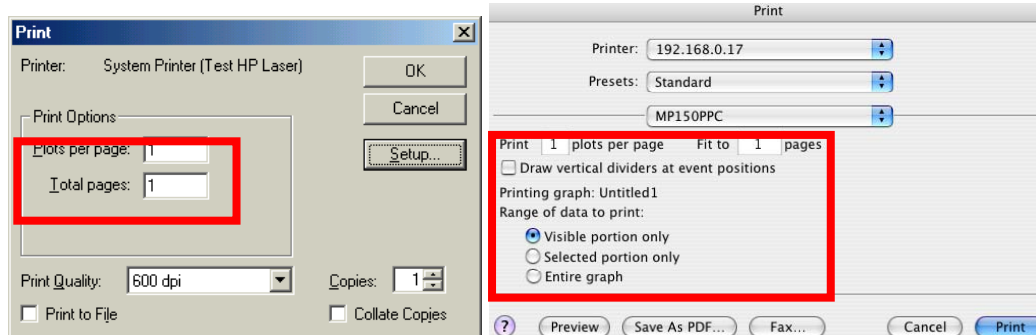 Print
Printer: System Printer (Test HP Laser)
OK
Cancel
Setup...
Print Options
Plots per page: 1
Total pages: 1
Print Quality: 600 dpi
Copies: 1
Print to File
Collate Copies
Print
Printer: 192.168.0.17
Presets: Standard
MP150PPC
Print 1 plots per page Fit to 1 pages
Draw vertical dividers at event positions
Printing graph: Untitled1
Range of data to print:
Visible portion only
Selected portion only
Entire graph
? Preview Save As PDF... Fax... Cancel Print